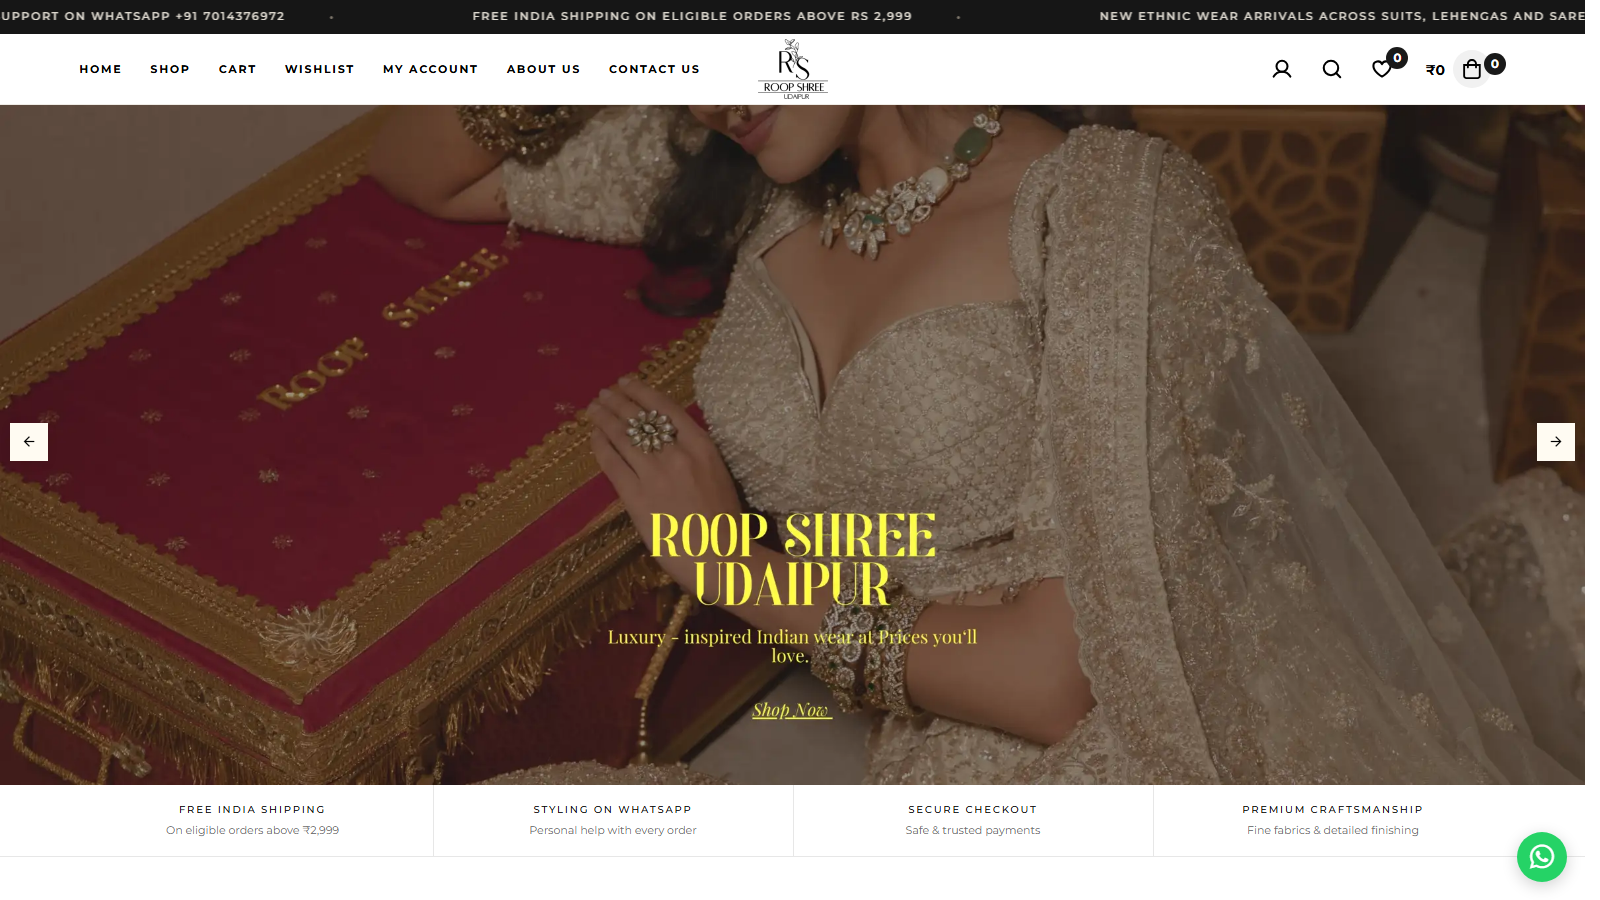 UPPORT ON WHATSAPP +91 7014376972 • FREE INDIA SHIPPING ON ELIGIBLE ORDERS ABOVE RS 2,999 • NEW ETHNIC WEAR ARRIVALS ACROSS SUITS, LEHENGAS AND SARE
HOME SHOP CART WISHLIST MY ACCOUNT ABOUT US CONTACT US
RS
ROOP SHREE
UDAIPUR
0
₹0
0
ROOP SHREE
ROOP SHREE
UDAIPUR
Luxury - inspired Indian wear at Prices you'll
love.
Shop Now
FREE INDIA SHIPPING
On eligible orders above ₹2,999
STYLING ON WHATSAPP
Personal help with every order
SECURE CHECKOUT
Safe & trusted payments
PREMIUM CRAFTSMANSHIP
Fine fabrics & detailed finishing